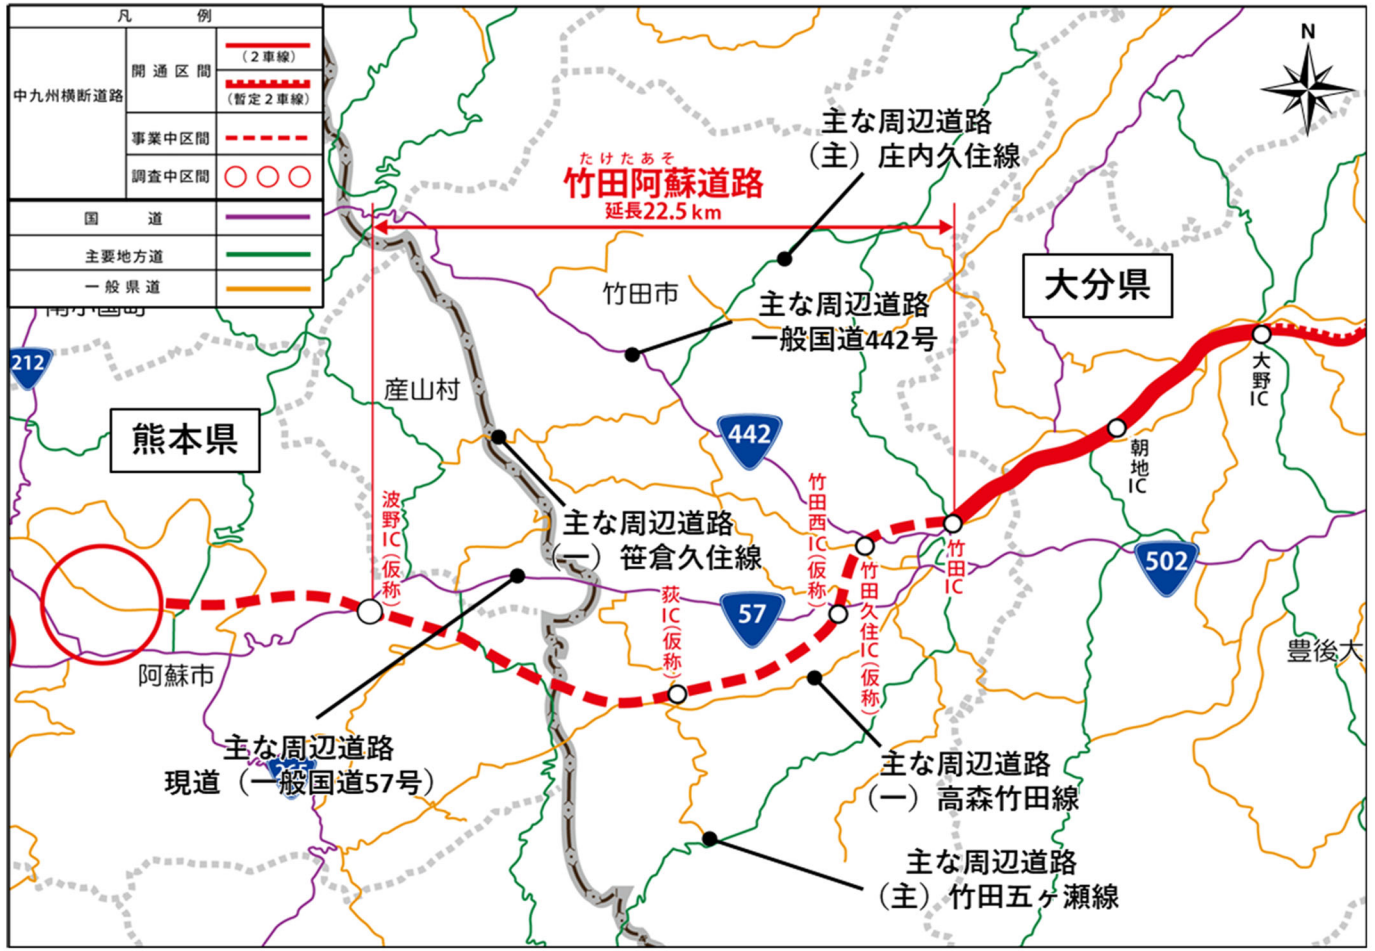 凡　例
中九州横断道路
開通区間
(2車線)
(暫定2車線)
事業中区間
調査中区間
国　道
主要地方道
一般県道
N
主な周辺道路
（主）庄内久住線
たけたあそ
竹田阿蘇道路
延長22.5km
大分県
竹田市
主な周辺道路
一般国道442号
212
産山村
大野IC
熊本県
442
朝地IC
波野IC（仮称）
竹田西IC（仮称）
主な周辺道路
（一）笹倉久住線
竹田IC
502
竹田久住IC（仮称）
荻IC（仮称）
57
豊後大
阿蘇市
主な周辺道路
現道（一般国道57号）
主な周辺道路
（一）高森竹田線
主な周辺道路
（主）竹田五ヶ瀬線